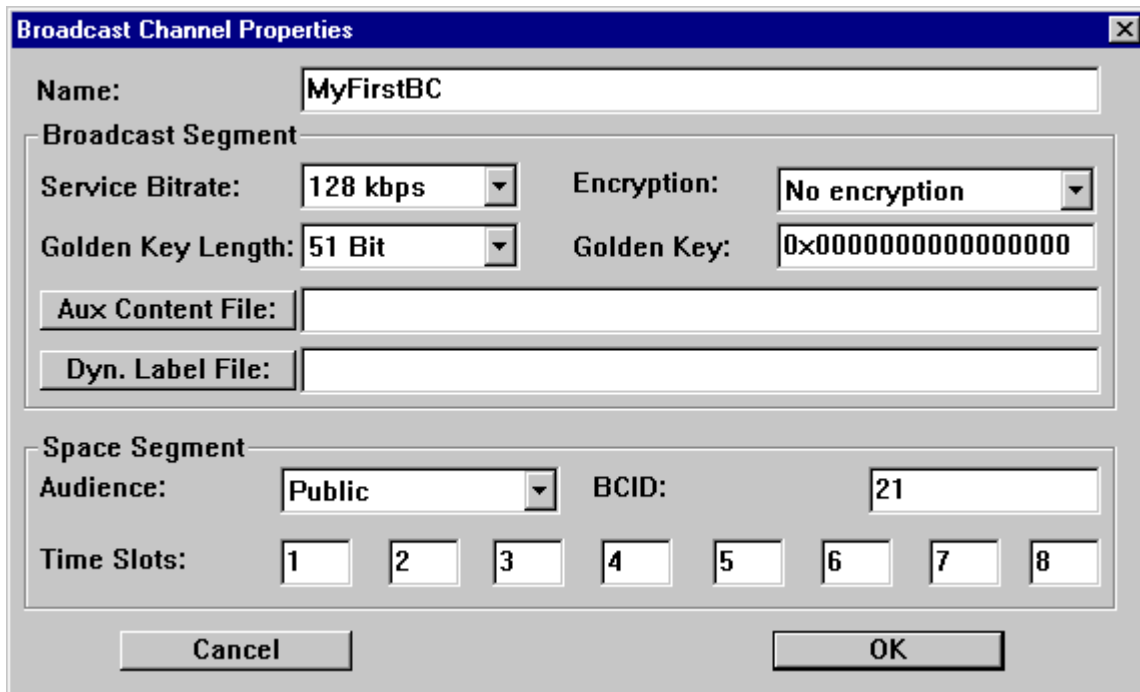 Broadcast Channel Properties
Name: MyFirstBC
Broadcast Segment
Service Bitrate: 128 kbps Encryption: No encryption
Golden Key Length: 51 Bit Golden Key: 0x0000000000000000
Aux Content File:
Dyn. Label File:
Space Segment
Audience: Public BCID: 21
Time Slots: 1 2 3 4 5 6 7 8
Cancel OK